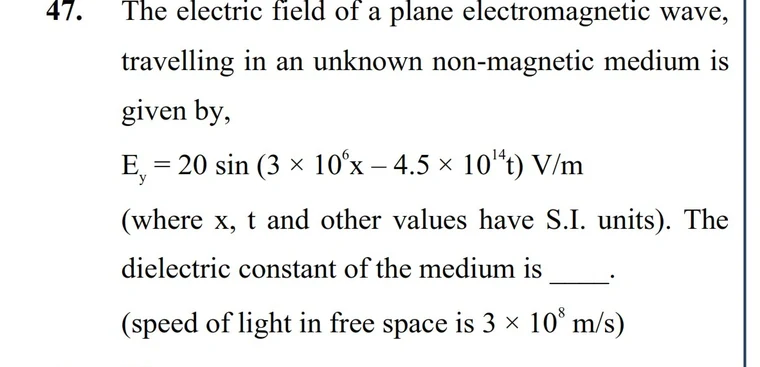 47. The electric field of a plane electromagnetic wave,
travelling in an unknown non-magnetic medium is
given by,
E_y = 20 sin (3 × 10⁶x – 4.5 × 10¹⁴t) V/m
(where x, t and other values have S.I. units). The
dielectric constant of the medium is ____.
(speed of light in free space is 3 × 10⁸ m/s)